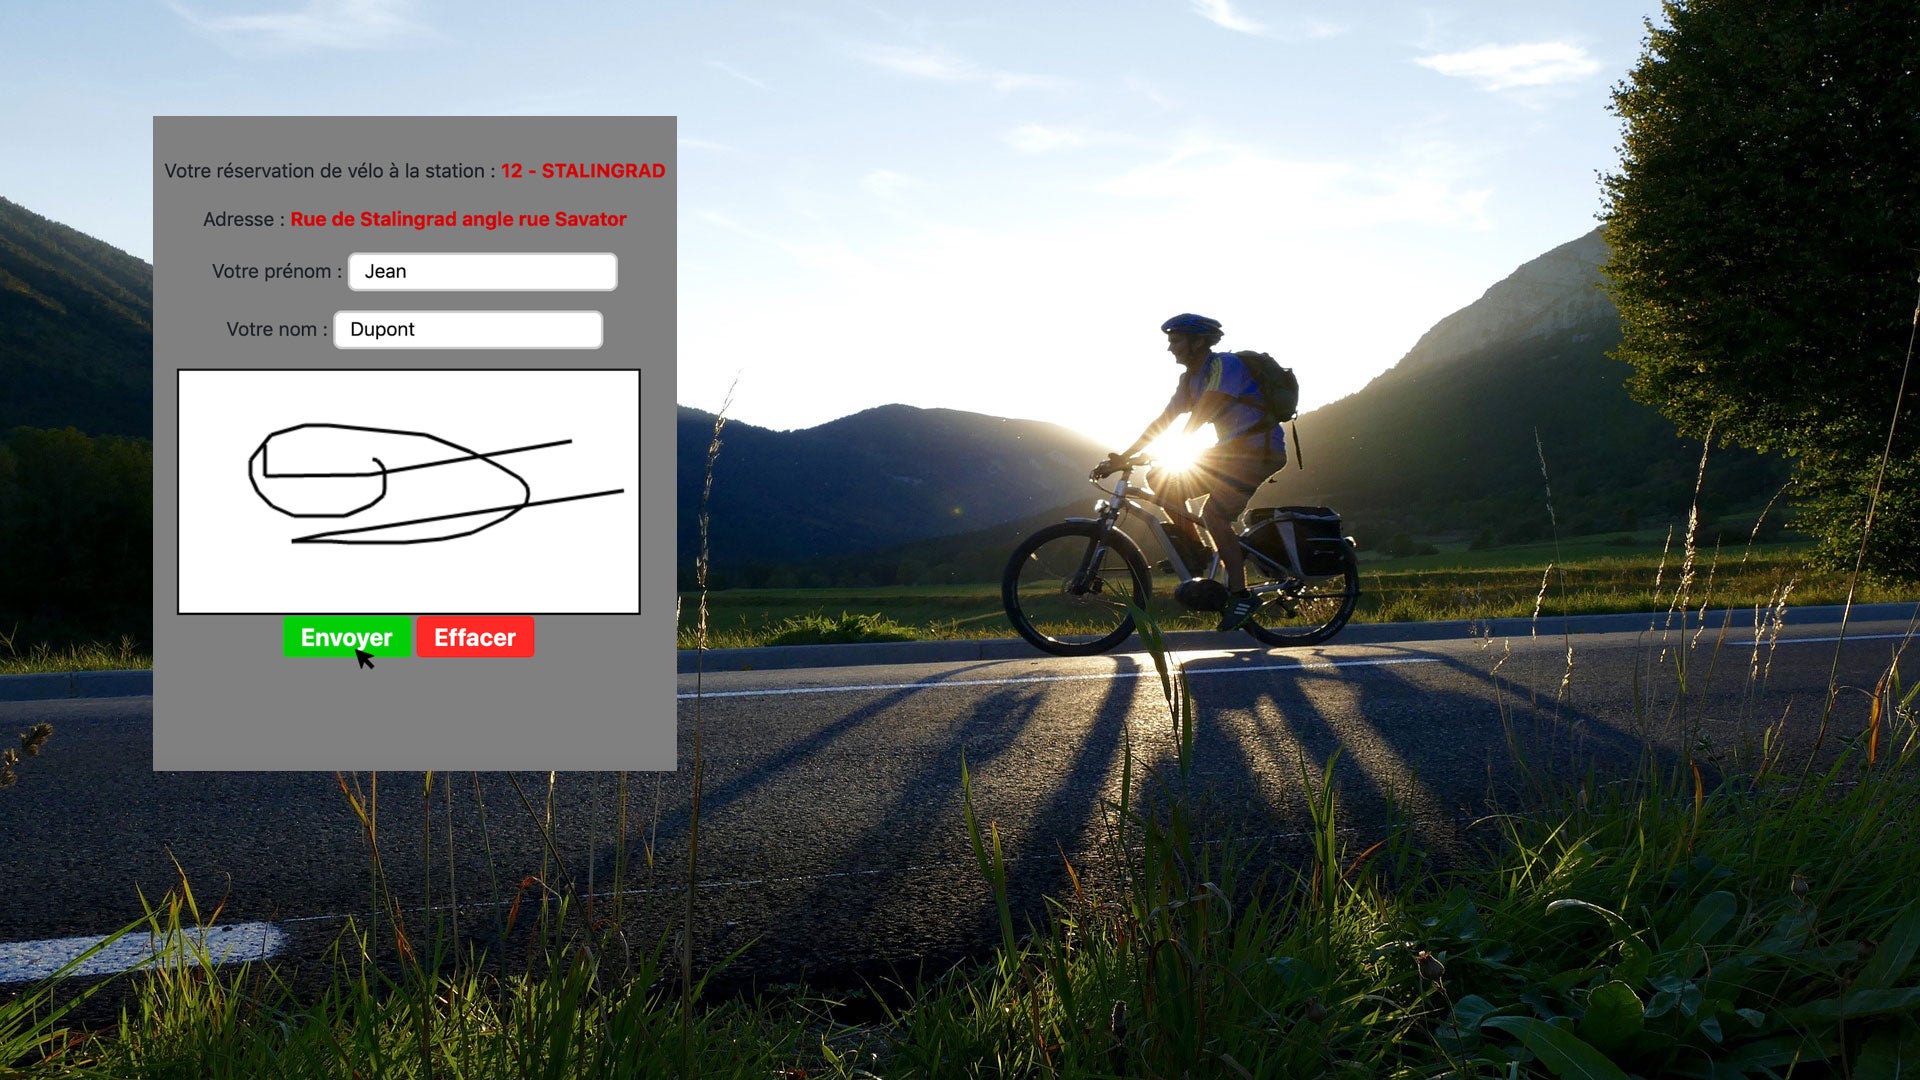 Votre réservation de vélo à la station : 12 - STALINGRAD
Adresse : Rue de Stalingrad angle rue Savator
Votre prénom : Jean
Votre nom : Dupont
Envoyer Effacer